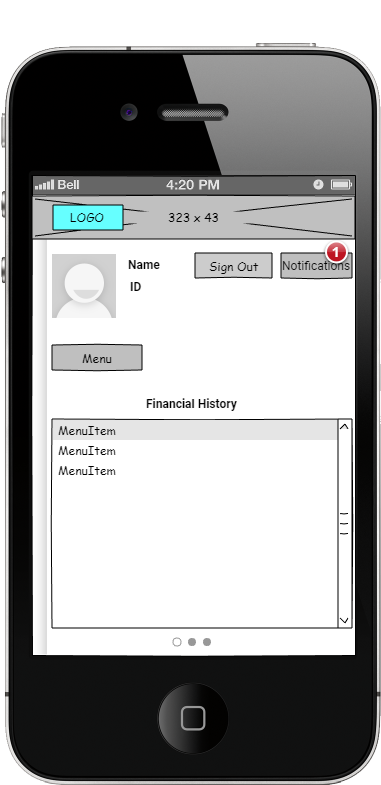 Bell 4:20 PM
LOGO 323 x 43
1
Name Sign Out Notifications
ID
Menu
Financial History
MenuItem
MenuItem
MenuItem